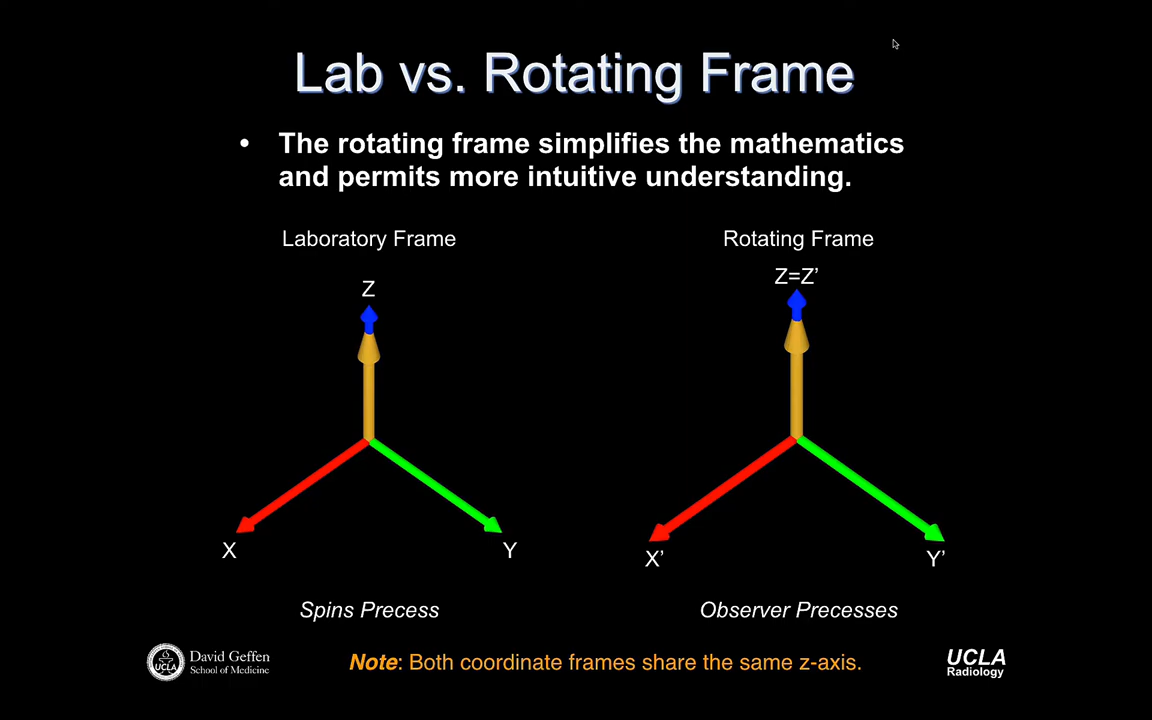 Lab vs. Rotating Frame
• The rotating frame simplifies the mathematics
and permits more intuitive understanding.
Laboratory Frame
Rotating Frame
Z
Z=Z’
X
Y
X’
Y’
Spins Precess
Observer Precesses
UCLA
David Geffen
School of Medicine
Note: Both coordinate frames share the same z-axis.
UCLA
Radiology